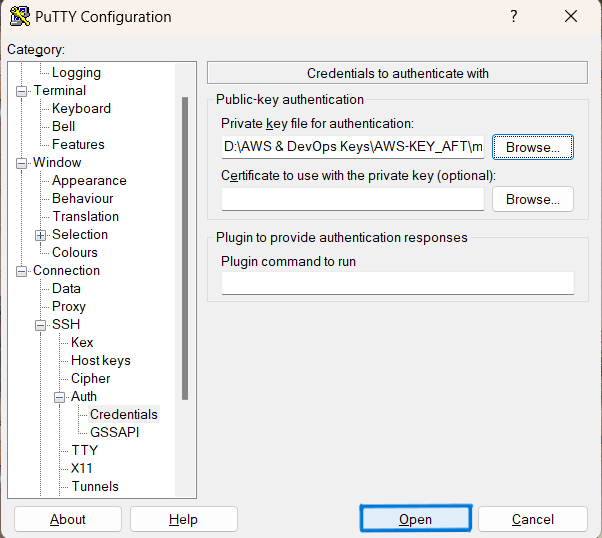 PuTTY Configuration ?
Category:
Logging
Terminal
Keyboard
Bell
Features
Window
Appearance
Behaviour
Translation
Selection
Colours
Connection
Data
Proxy
SSH
Kex
Host keys
Cipher
Auth
Credentials
GSSAPI
TTY
X11
Tunnels
Credentials to authenticate with
Public-key authentication
Private key file for authentication:
D:\AWS & DevOps Keys\AWS-KEY_AFT\m
Browse...
Certificate to use with the private key (optional):
Browse...
Plugin to provide authentication responses
Plugin command to run
About Help Open Cancel